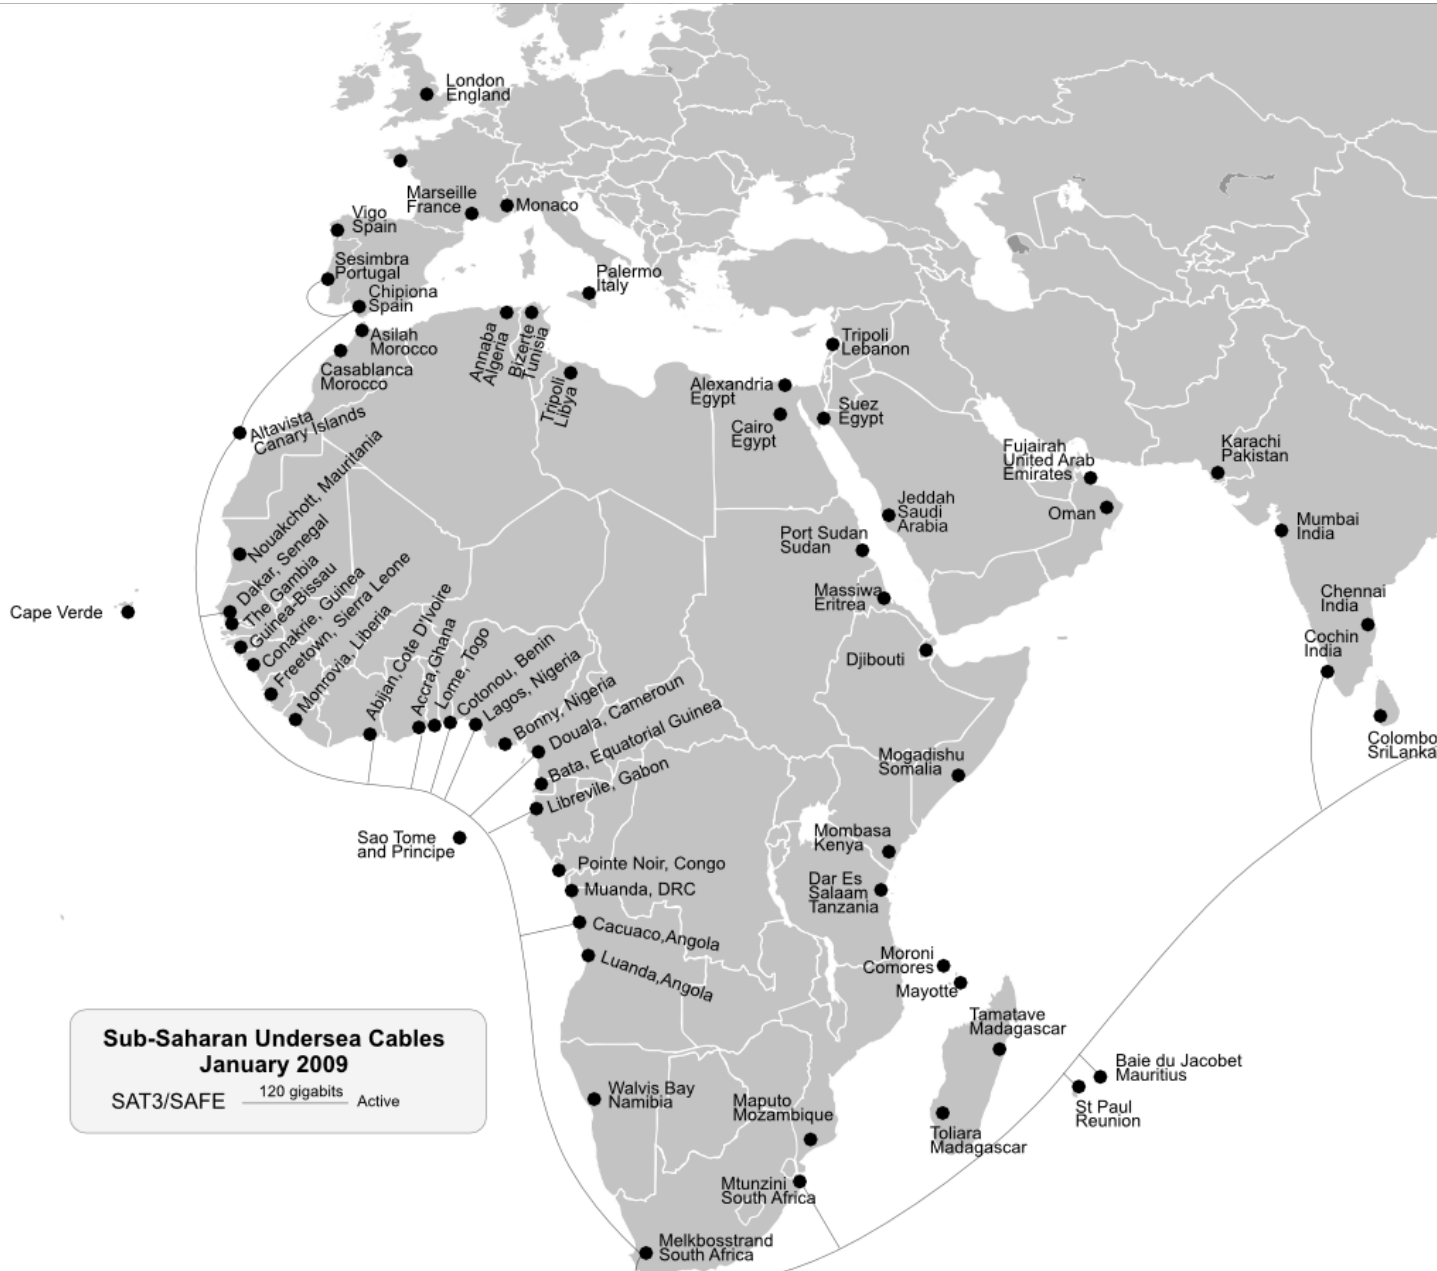 London
England
Marseille
France
Monaco
Vigo
Spain
Sesimbra
Portugal
Palermo
Italy
Chipiona
Spain
Asilah
Morocco
Casablanca
Morocco
Annaba
Algeria
Bizerte
Tunisia
Tripoli
Libya
Tripoli
Lebanon
Alexandria
Egypt
Cairo
Egypt
Suez
Egypt
Altavista
Canary Islands
Fujairah
United Arab
Emirates
Oman
Karachi
Pakistan
Mumbai
India
Jeddah
Saudi
Arabia
Port Sudan
Sudan
Massiwa
Eritrea
Djibouti
Chennai
India
Cochin
India
Colombo
SriLanka
Cape Verde
Nouakchott, Mauritania
Dakar, Senegal
The Gambia
Guinea-Bissau
Conakrie, Guinea
Freetown, Sierra Leone
Monrovia, Liberia
Abijan,Cote D'Ivoire
Accra,Ghana
Lome, Togo
Cotonou, Benin
Lagos, Nigeria
Bonny, Nigeria
Douala, Cameroun
Bata, Equatorial Guinea
Librevile, Gabon
Sao Tome
and Principe
Pointe Noir, Congo
Muanda, DRC
Cacuaco,Angola
Luanda,Angola
Mogadishu
Somalia
Mombasa
Kenya
Dar Es
Salaam
Tanzania
Moroni
Comores
Mayotte
Tamatave
Madagascar
Baie du Jacobet
Mauritius
St Paul
Reunion
Toliara
Madagascar
Walvis Bay
Namibia
Maputo
Mozambique
Mtunzini
South Africa
Melkbosstrand
South Africa
Sub-Saharan Undersea Cables
January 2009
SAT3/SAFE 120 gigabits Active